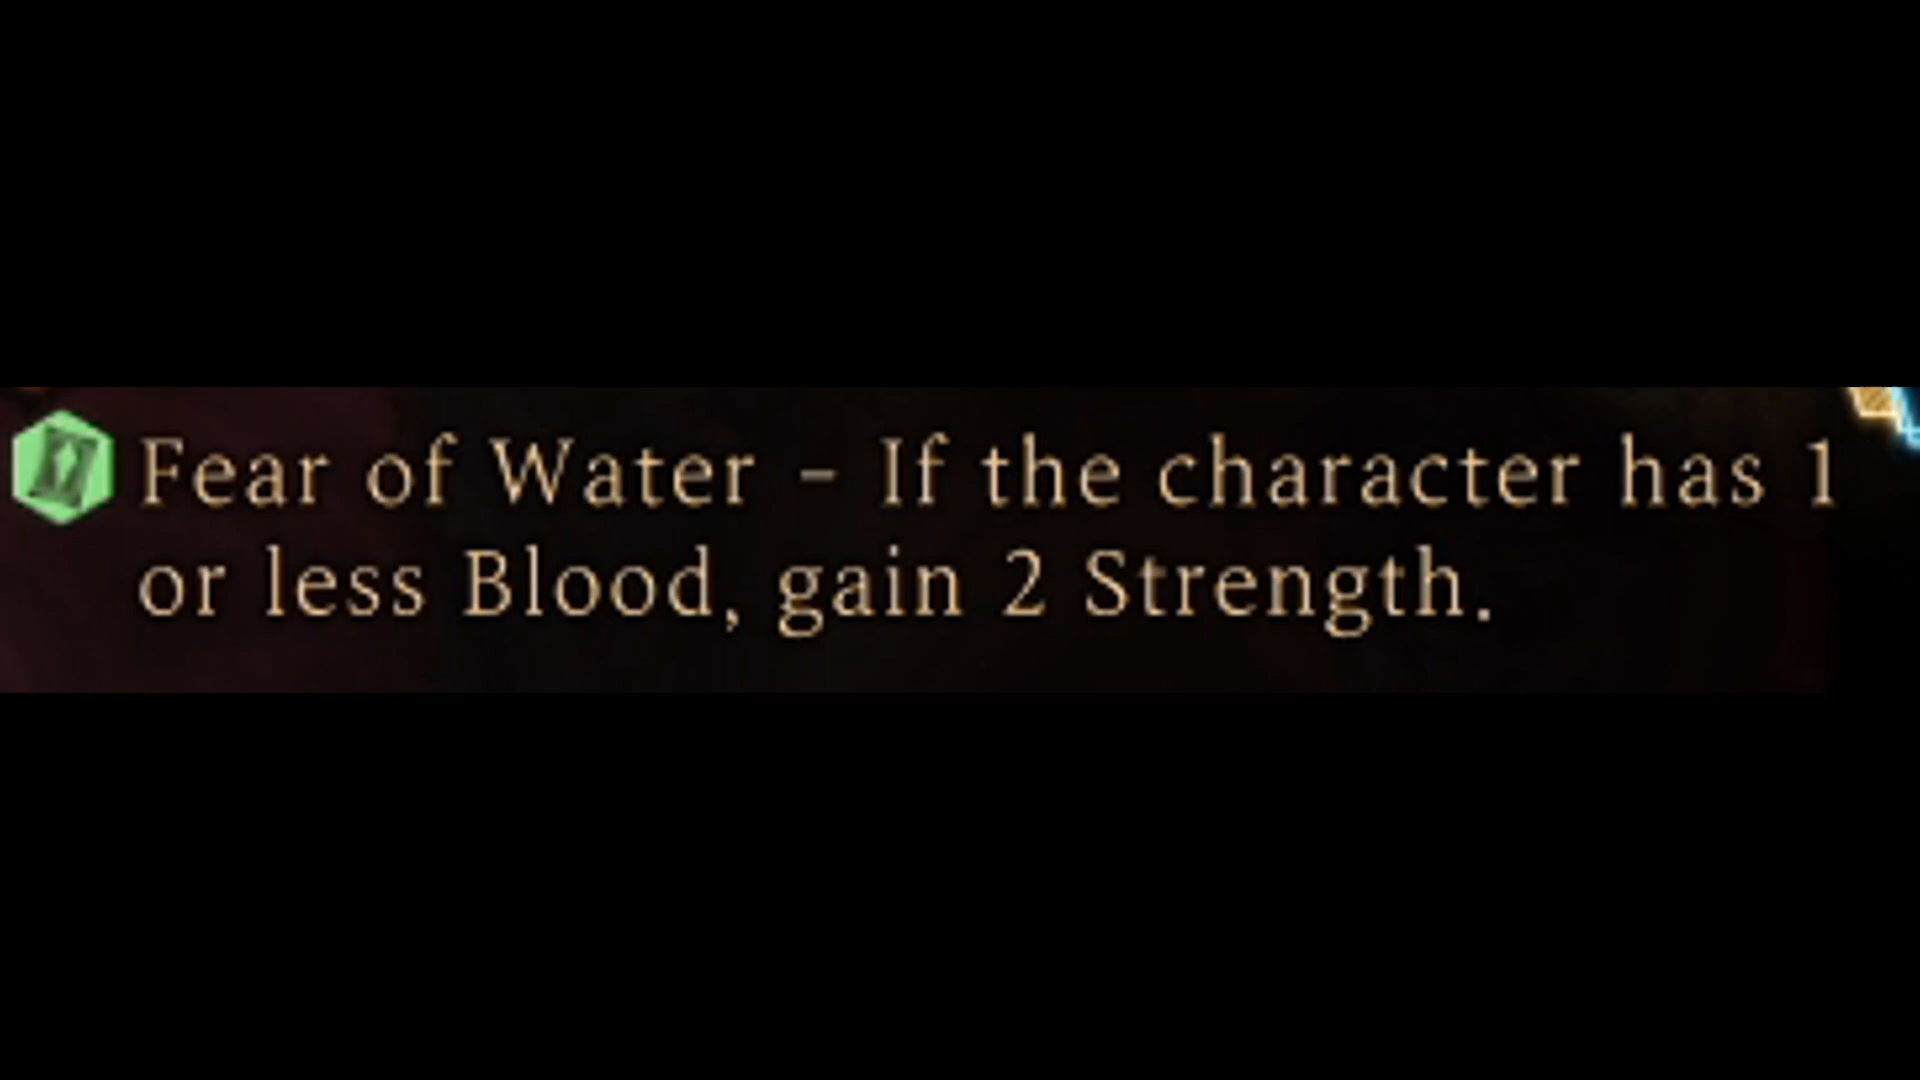 Fear of Water - If the character has 1
or less Blood, gain 2 Strength.